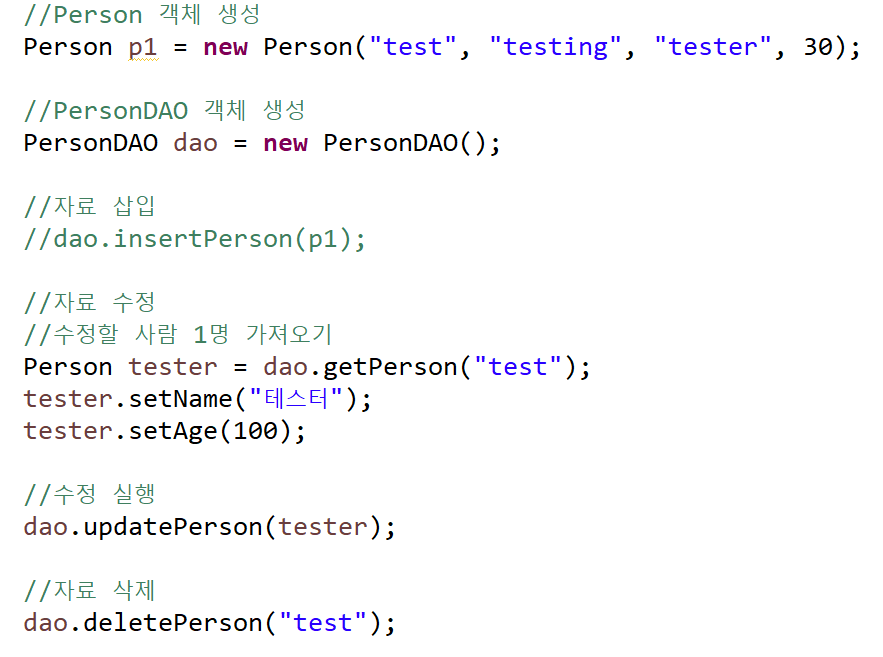 //Person 객체 생성
Person p1 = new Person("test", "testing", "tester", 30);
//PersonDAO 객체 생성
PersonDAO dao = new PersonDAO();
//자료 삽입
//dao.insertPerson(p1);
//자료 수정
//수정할 사람 1명 가져오기
Person tester = dao.getPerson("test");
tester.setName("테스터");
tester.setAge(100);
//수정 실행
dao.updatePerson(tester);
//자료 삭제
dao.deletePerson("test");